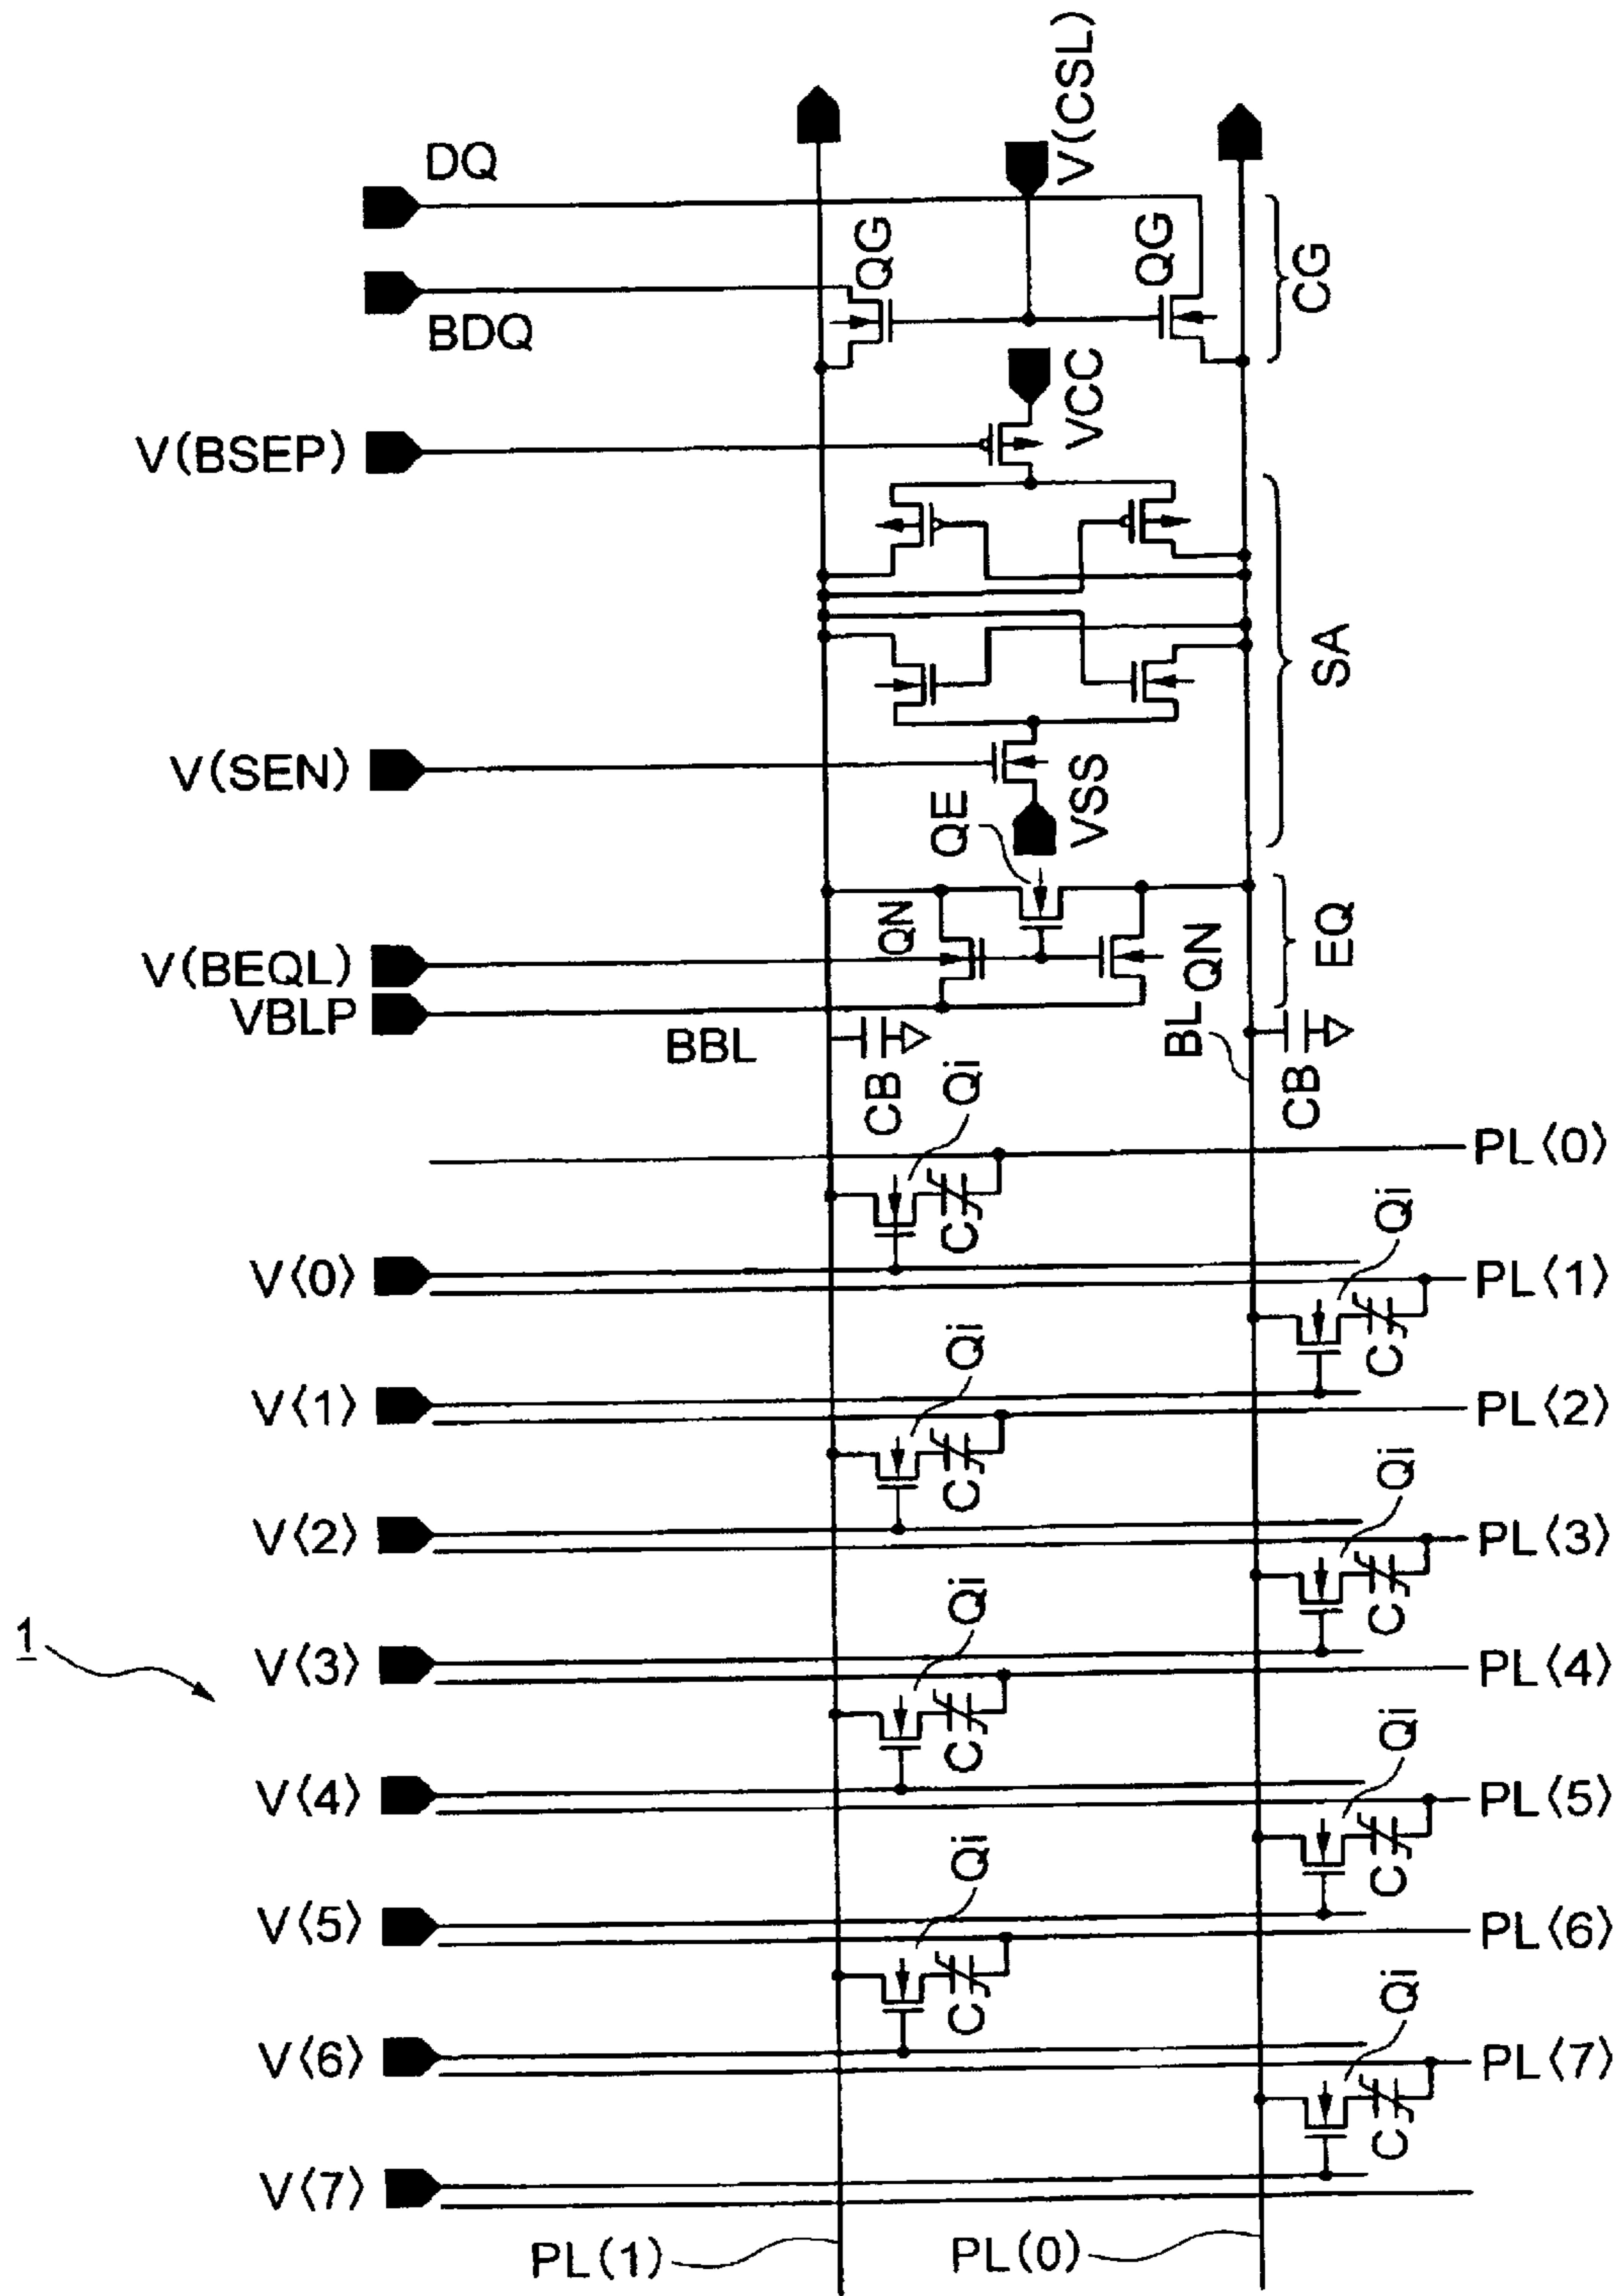 DQ
V(CSL)
QG
QG
CG
BDQ
VCC
V(BSEP)
SA
V(SEN)
QE
VSS
QN
QN
EQ
V(BEQL)
VBLP
BBL
BL
CB
CB
Qi
PL⟨0⟩
C
Qi
V⟨0⟩
PL⟨1⟩
C
Qi
V⟨1⟩
PL⟨2⟩
C
Qi
V⟨2⟩
PL⟨3⟩
C
Qi
1
V⟨3⟩
PL⟨4⟩
C
Qi
V⟨4⟩
PL⟨5⟩
C
Qi
V⟨5⟩
PL⟨6⟩
C
Qi
V⟨6⟩
PL⟨7⟩
C
V⟨7⟩
PL(1)
PL(0)